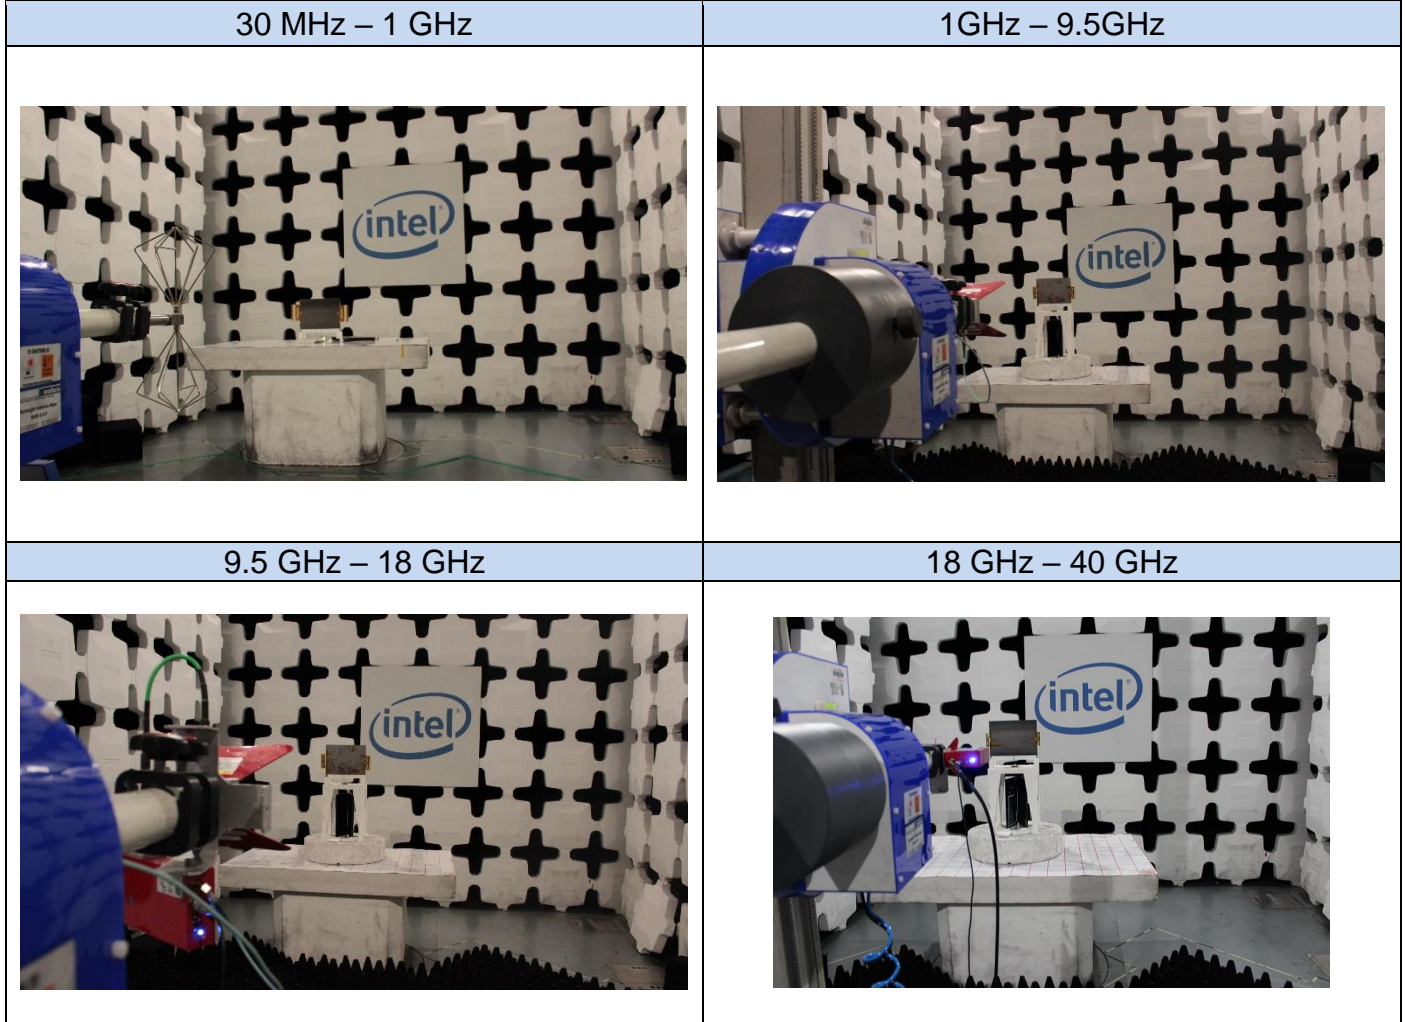 30 MHz – 1 GHz
1GHz – 9.5GHz
intel
intel
9.5 GHz – 18 GHz
18 GHz – 40 GHz
intel
intel